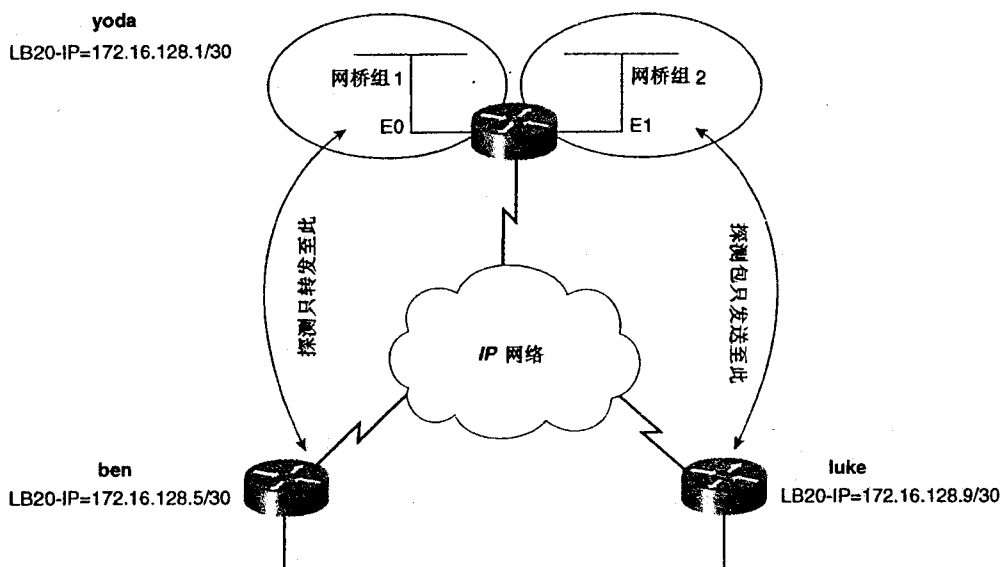 yoda
LB20-IP=172.16.128.1/30
网桥组 1
网桥组 2
E0
E1
探测只转发至此
探测包只发送至此
IP 网络
ben
LB20-IP=172.16.128.5/30
luke
LB20-IP=172.16.128.9/30